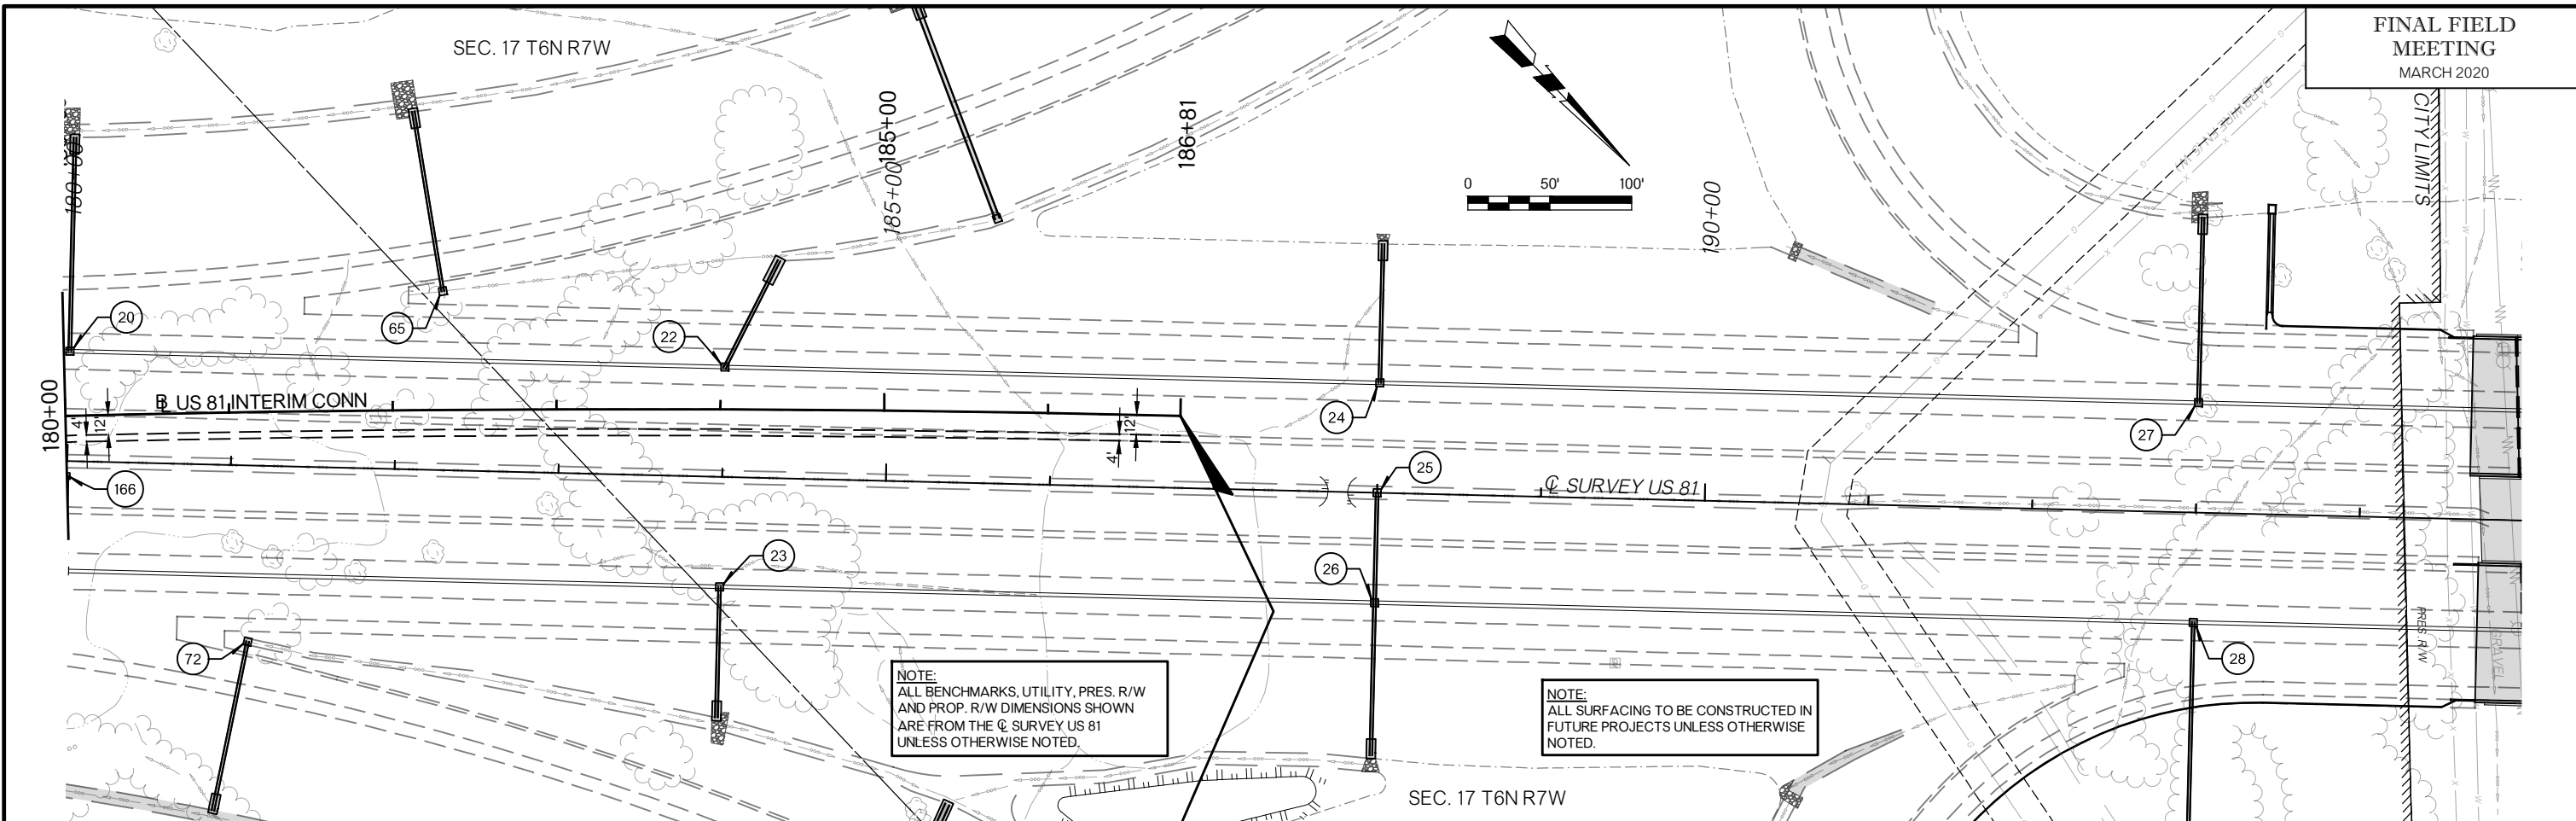 FINAL FIELD
MEETING
MARCH 2020
SEC. 17 T6N R7W
185+00
185+00
186+81
0 50' 100'
190+00
CITY LIMITS
180+00
20
65
22
24
27
180+00
℄ SURVEY US 81
US 81 INTERIM CONN
4'
12'
12'
4'
166
25
23
26
72
28
PRES. R/W
GRAVEL
NOTE:
ALL BENCHMARKS, UTILITY, PRES. R/W
AND PROP. R/W DIMENSIONS SHOWN
ARE FROM THE ℄ SURVEY US 81
UNLESS OTHERWISE NOTED.
NOTE:
ALL SURFACING TO BE CONSTRUCTED IN
FUTURE PROJECTS UNLESS OTHERWISE
NOTED.
SEC. 17 T6N R7W